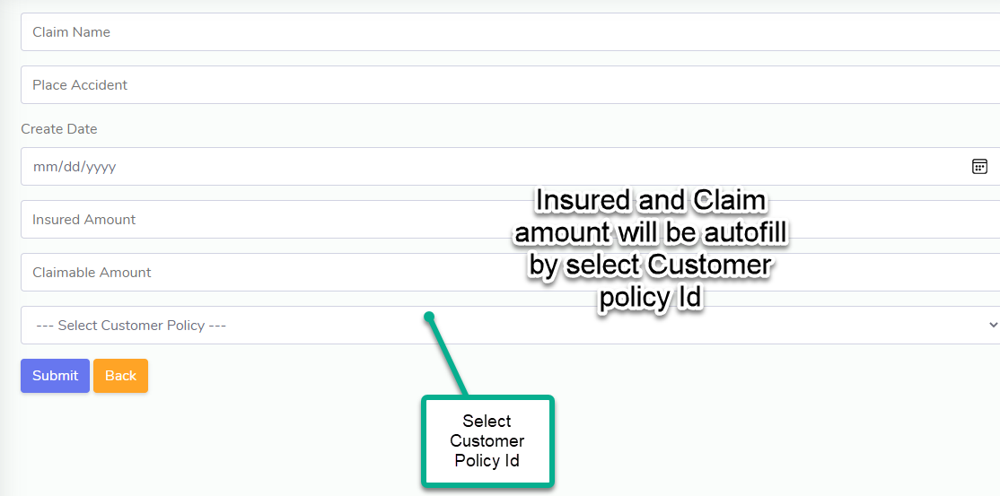 Claim Name
Place Accident
Create Date
mm/dd/yyyy
Insured Amount
Claimable Amount
--- Select Customer Policy ---
Submit Back
Insured and Claim
amount will be autofill
by select Customer
policy Id
Select
Customer
Policy Id